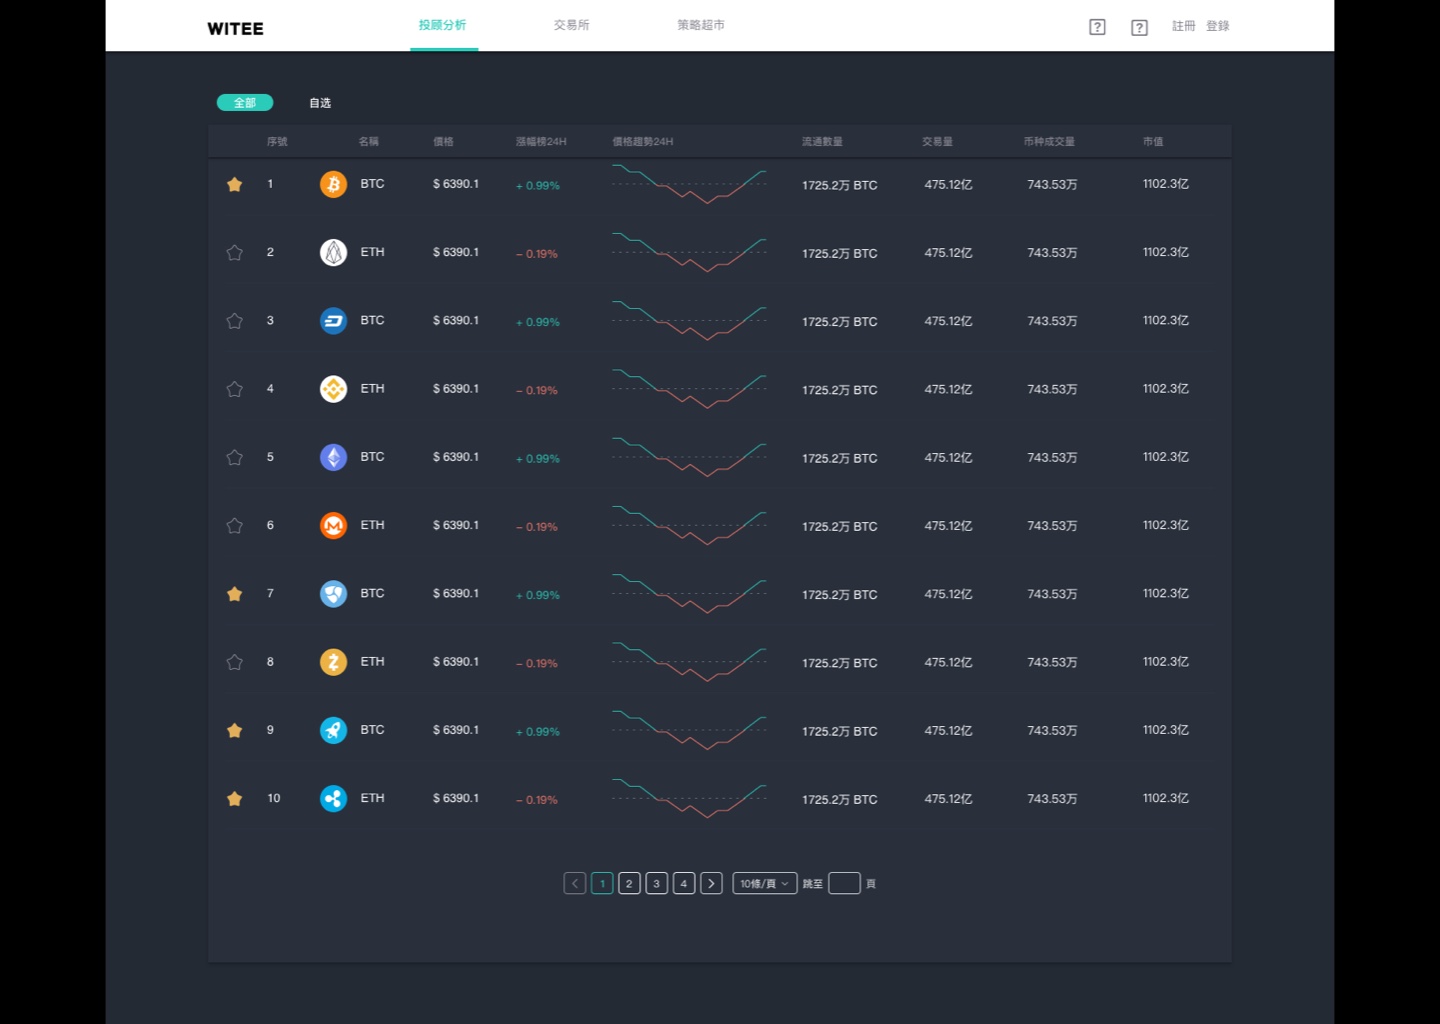 WITEE 投顾分析 交易所 策略超市 ? ? 註冊 登錄
全部 自选
序號 名稱 價格 漲幅榜24H 價格趨勢24H 流通數量 交易量 币种成交量 市值
1 BTC $ 6390.1 + 0.99% 1725.2万 BTC 475.12亿 743.53万 1102.3亿
2 ETH $ 6390.1 – 0.19% 1725.2万 BTC 475.12亿 743.53万 1102.3亿
3 BTC $ 6390.1 + 0.99% 1725.2万 BTC 475.12亿 743.53万 1102.3亿
4 ETH $ 6390.1 – 0.19% 1725.2万 BTC 475.12亿 743.53万 1102.3亿
5 BTC $ 6390.1 + 0.99% 1725.2万 BTC 475.12亿 743.53万 1102.3亿
6 ETH $ 6390.1 – 0.19% 1725.2万 BTC 475.12亿 743.53万 1102.3亿
7 BTC $ 6390.1 + 0.99% 1725.2万 BTC 475.12亿 743.53万 1102.3亿
8 ETH $ 6390.1 – 0.19% 1725.2万 BTC 475.12亿 743.53万 1102.3亿
9 BTC $ 6390.1 + 0.99% 1725.2万 BTC 475.12亿 743.53万 1102.3亿
10 ETH $ 6390.1 – 0.19% 1725.2万 BTC 475.12亿 743.53万 1102.3亿
1 2 3 4 10條/頁 跳至 頁